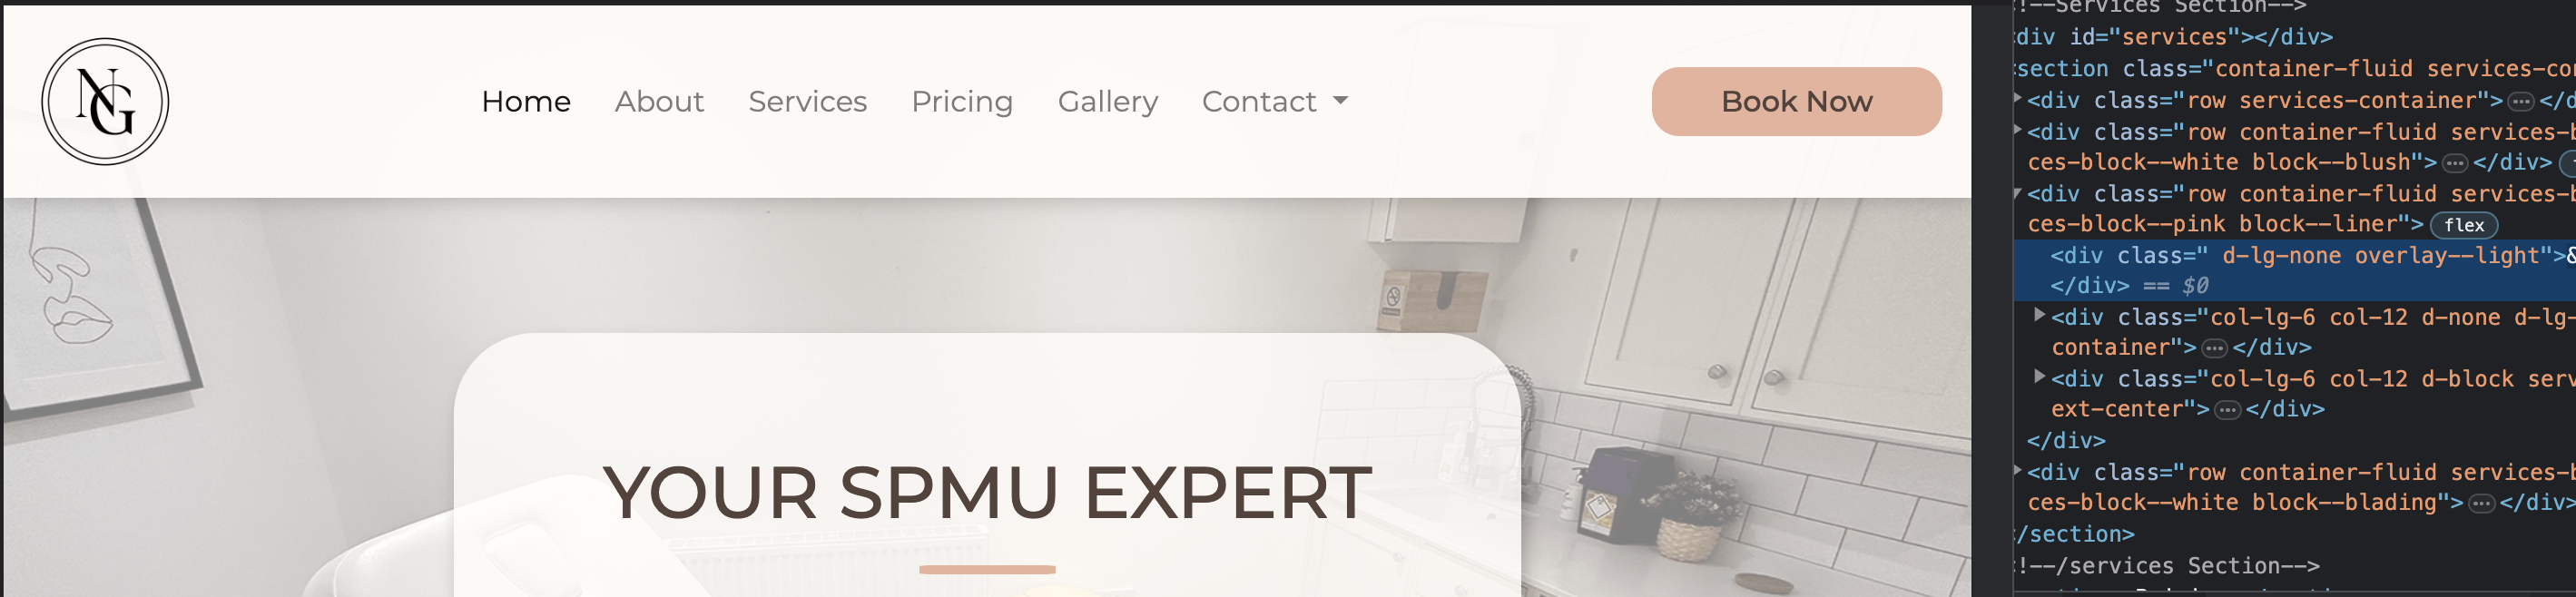 NG
Home About Services Pricing Gallery Contact
Book Now
YOUR SPMU EXPERT
!--Services Section-->
div id="services"></div>
section class="container-fluid services-co
<div class="row services-container"> ⋯ </d
<div class="row container-fluid services-b
ces-block--white block--blush"> ⋯ </div>
<div class="row container-fluid services-b
ces-block--pink block--liner"> flex
<div class=" d-lg-none overlay--light">&
</div> == $0
<div class="col-lg-6 col-12 d-none d-lg-
container"> ⋯ </div>
<div class="col-lg-6 col-12 d-block serv
ext-center"> ⋯ </div>
</div>
<div class="row container-fluid services-b
ces-block--white block--blading"> ⋯ </div>
/section>
!--/services Section-->